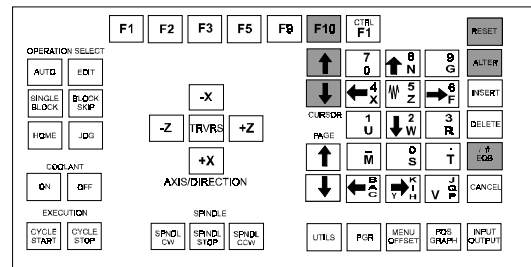 F1 F2 F3 F5 F9 F10 CTRL F1 RESET
OPERATION SELECT
AUTO EDIT
SINGLE BLOCK BLOCK SKIP
HOME JOG
COOLANT
ON OFF
EXECUTION
CYCLE START CYCLE STOP
-X
-Z TRVRS +Z
+X
AXIS/DIRECTION
SPINDLE
SPNDL CW SPNDL STOP SPNDL CCW
7 0 8 N 9 G ALTER
4 X 5 Z 6 F INSERT
CURSOR
1 U 2 W 3 R DELETE
PAGE
- M 0 S . T / # EOB
B A C Y K I H V J Q P CANCEL
UTILS PGR MENU OFFSET POS GRAPH INPUT OUTPUT